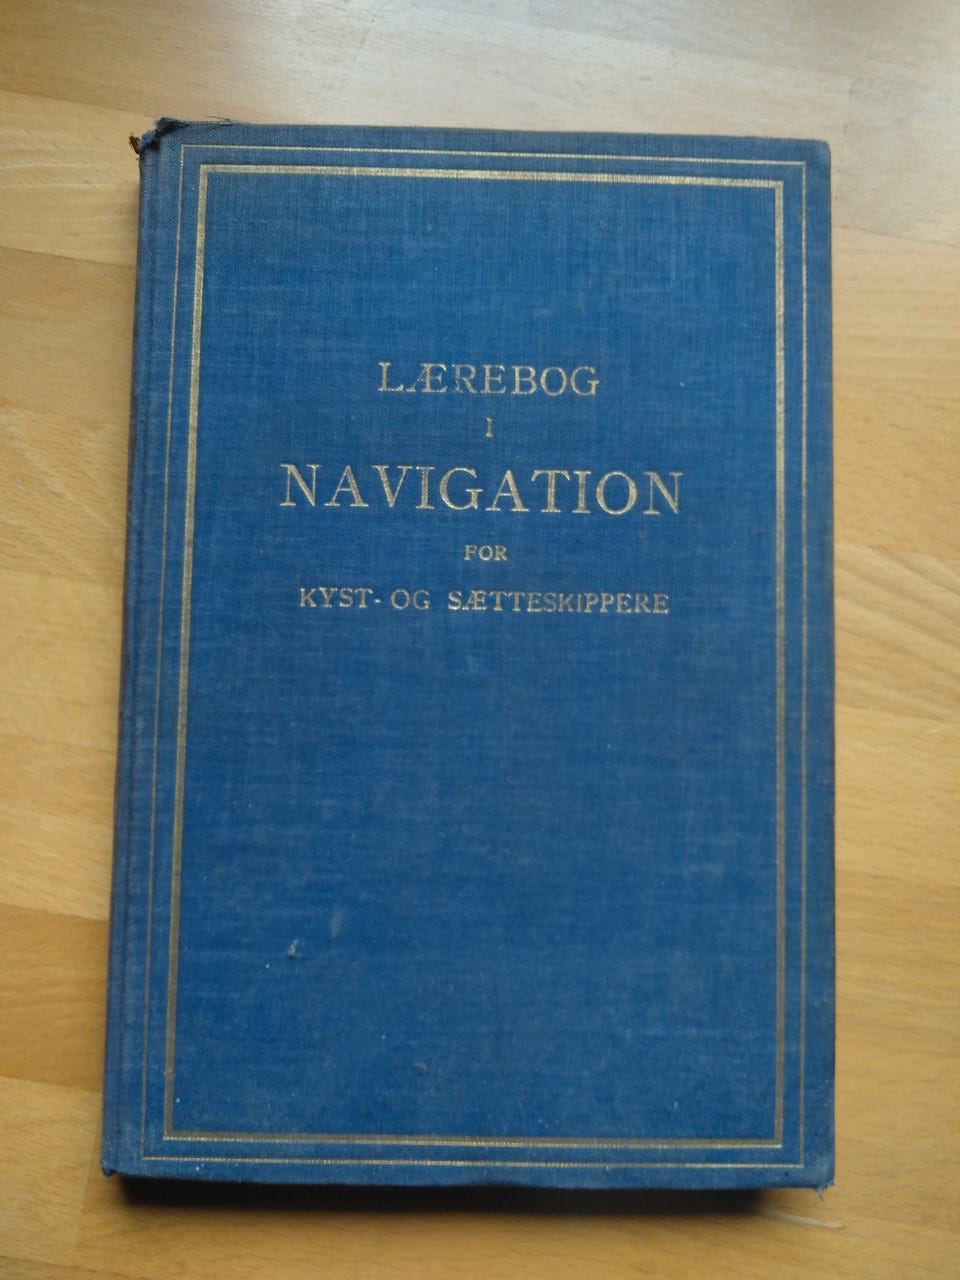 LÆREBOG
I
NAVIGATION
FOR
KYST- OG SÆTTESKIPPERE